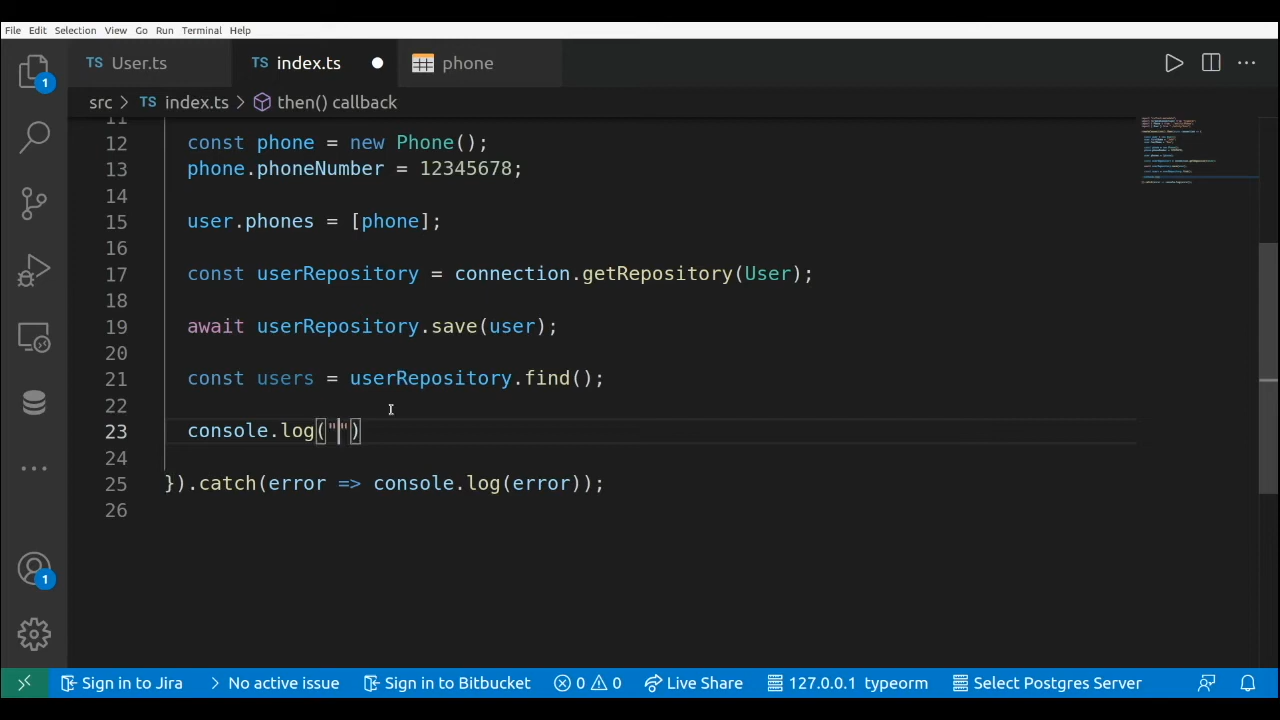 File Edit Selection View Go Run Terminal Help
1
TS User.ts
TS index.ts
phone
src > TS index.ts > then() callback
11
12 const phone = new Phone();
13 phone.phoneNumber = 12345678;
14
15 user.phones = [phone];
16
17 const userRepository = connection.getRepository(User);
18
19 await userRepository.save(user);
20
21 const users = userRepository.find();
22
23 console.log("")
24
25 }).catch(error => console.log(error));
26
1
Sign in to Jira
No active issue
Sign in to Bitbucket
0 0
Live Share
127.0.0.1 typeorm
Select Postgres Server